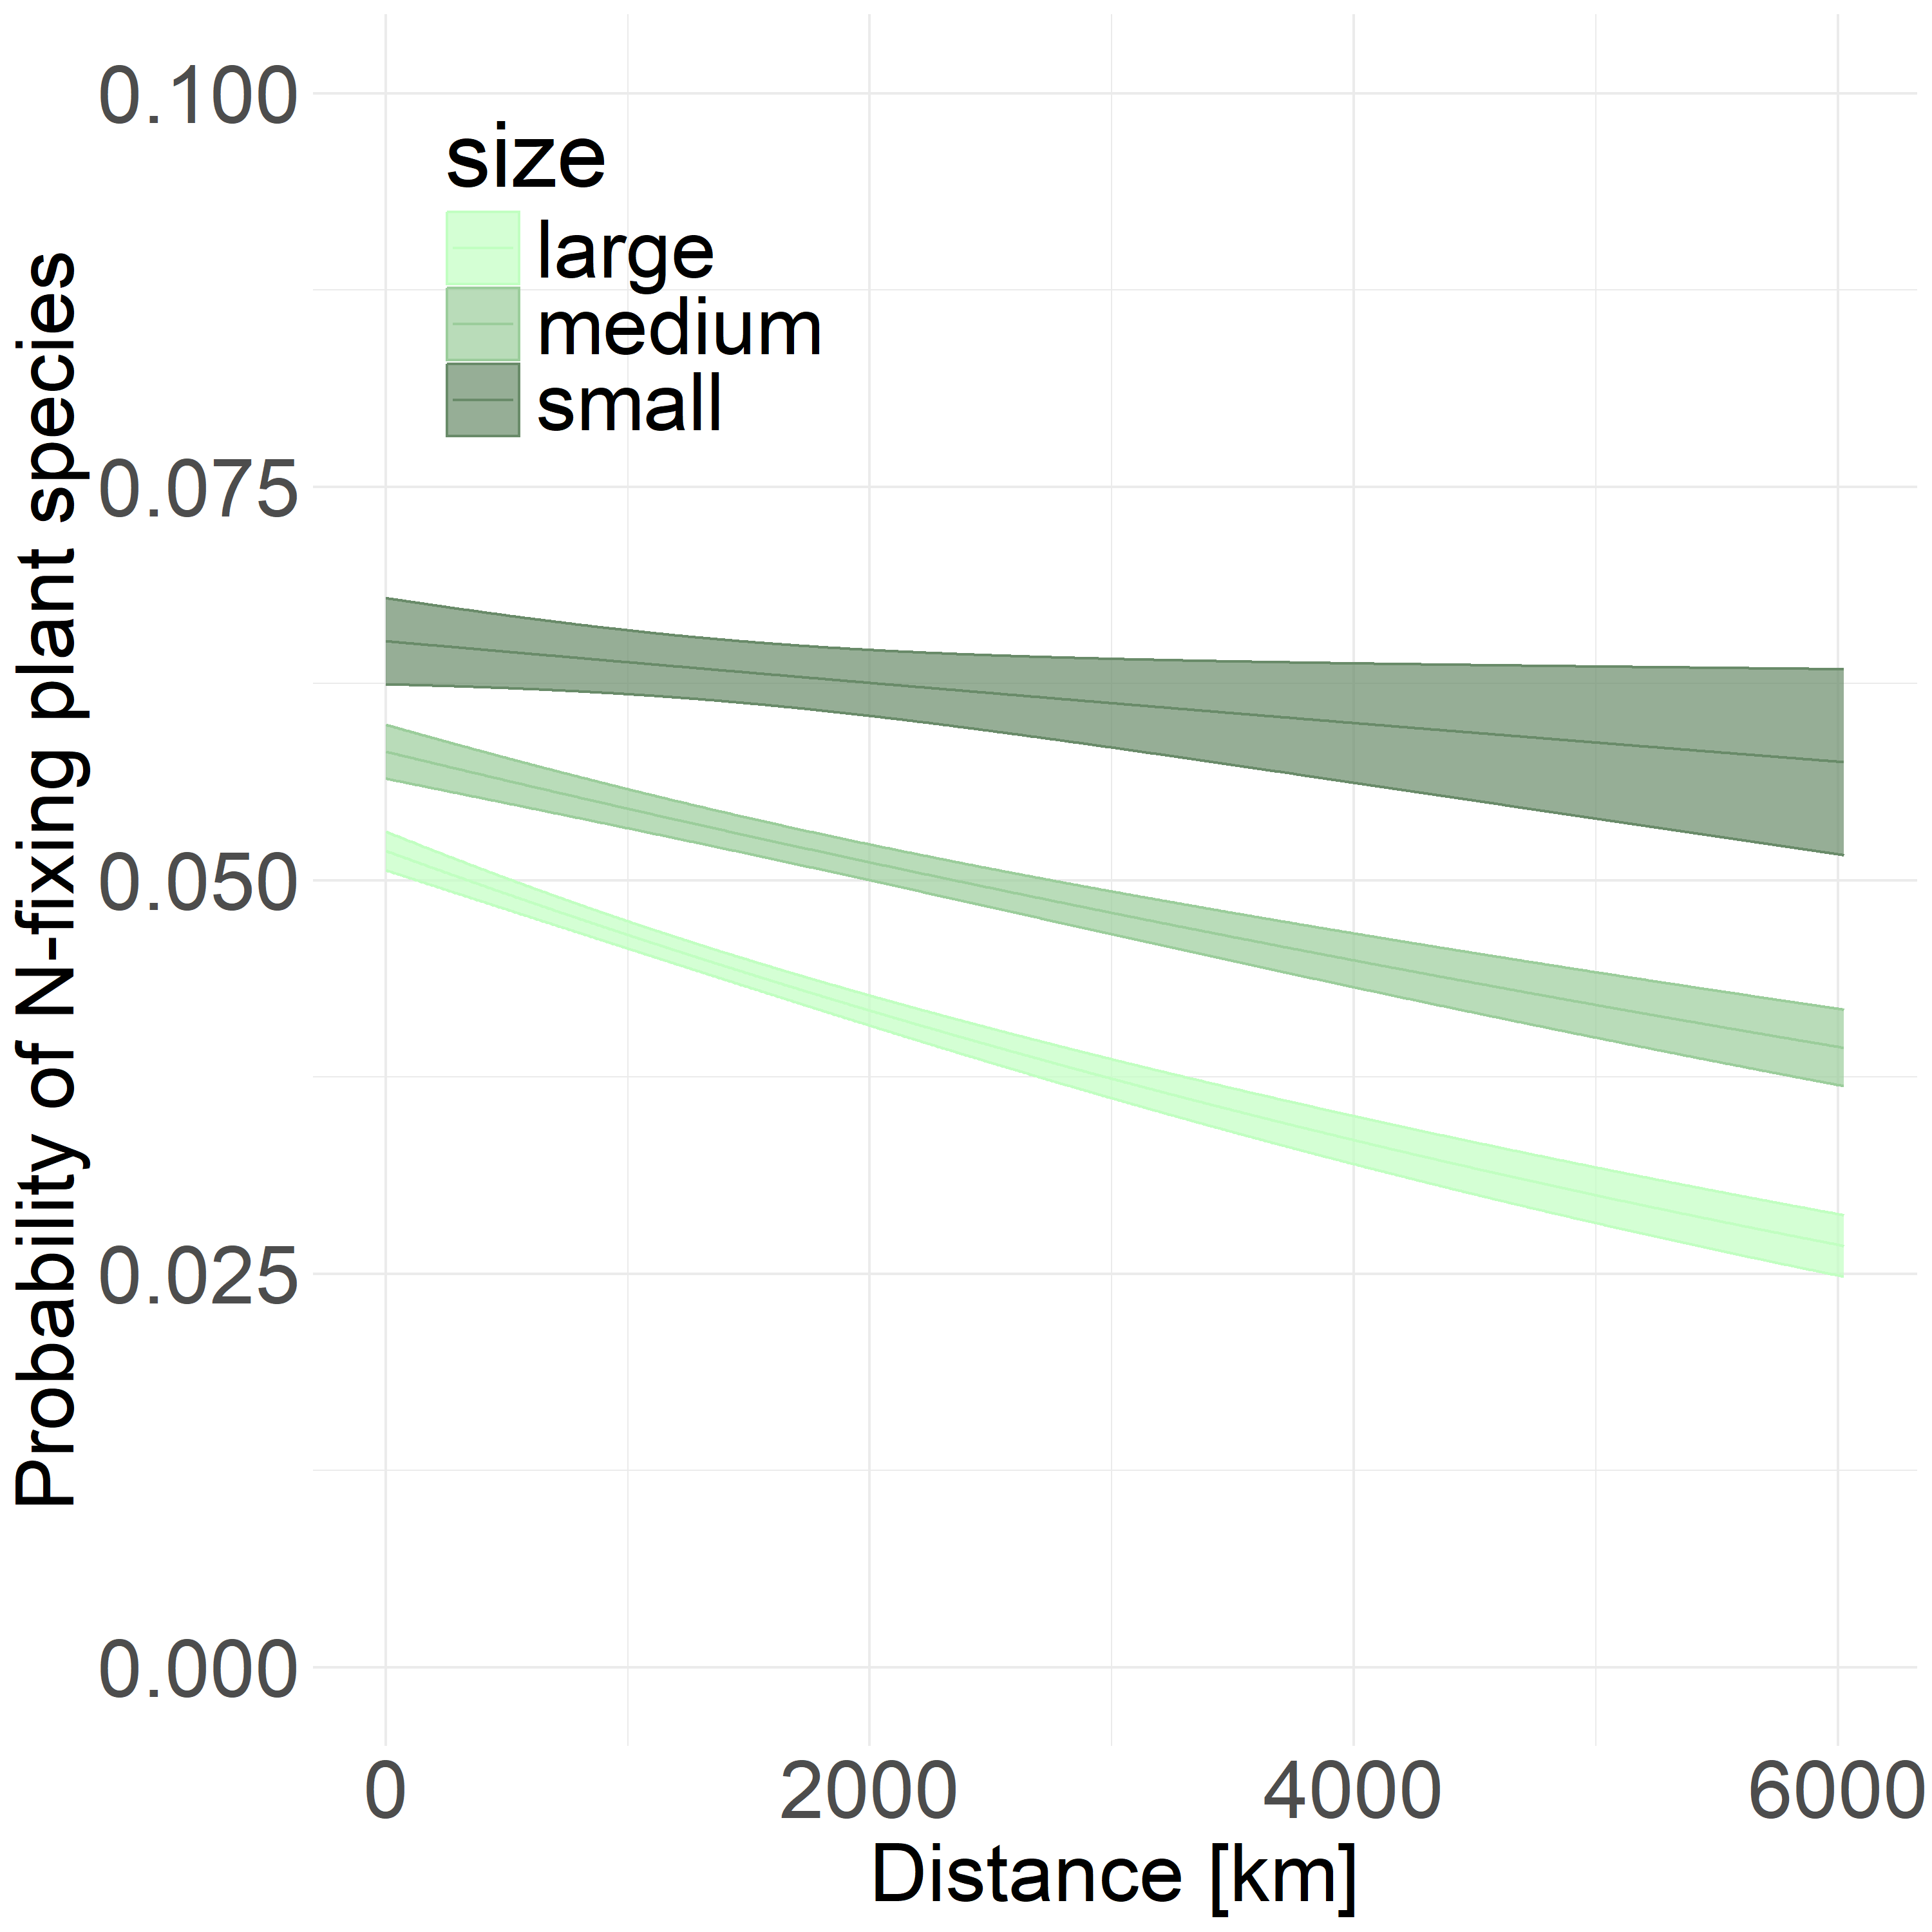 Probability of N-fixing plant species
0.100
0.075
0.050
0.025
0.000
size
large
medium
small
0 2000 4000 6000
Distance [km]